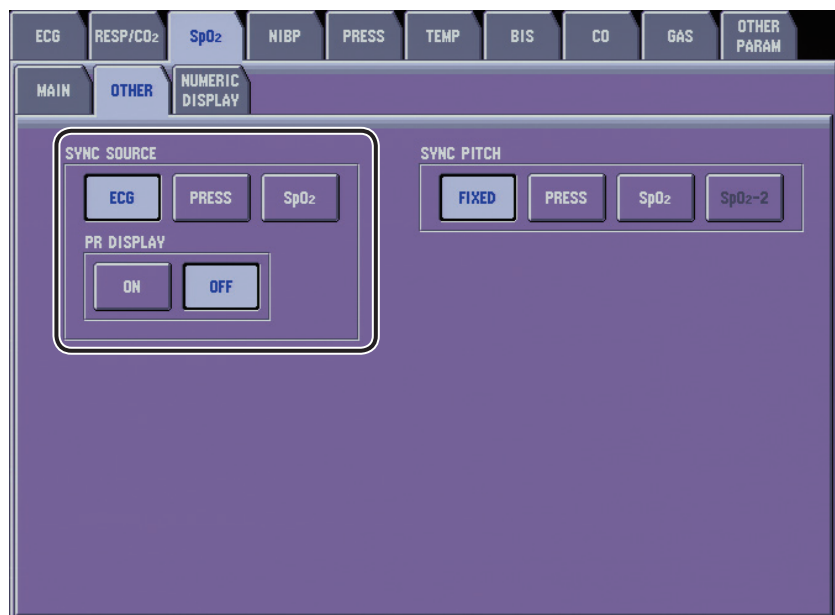 ECG RESP/CO₂ SpO₂ NIBP PRESS TEMP BIS CO GAS OTHER PARAM
MAIN OTHER NUMERIC DISPLAY
SYNC SOURCE
ECG PRESS SpO₂
PR DISPLAY
ON OFF
SYNC PITCH
FIXED PRESS SpO₂ SpO₂-2